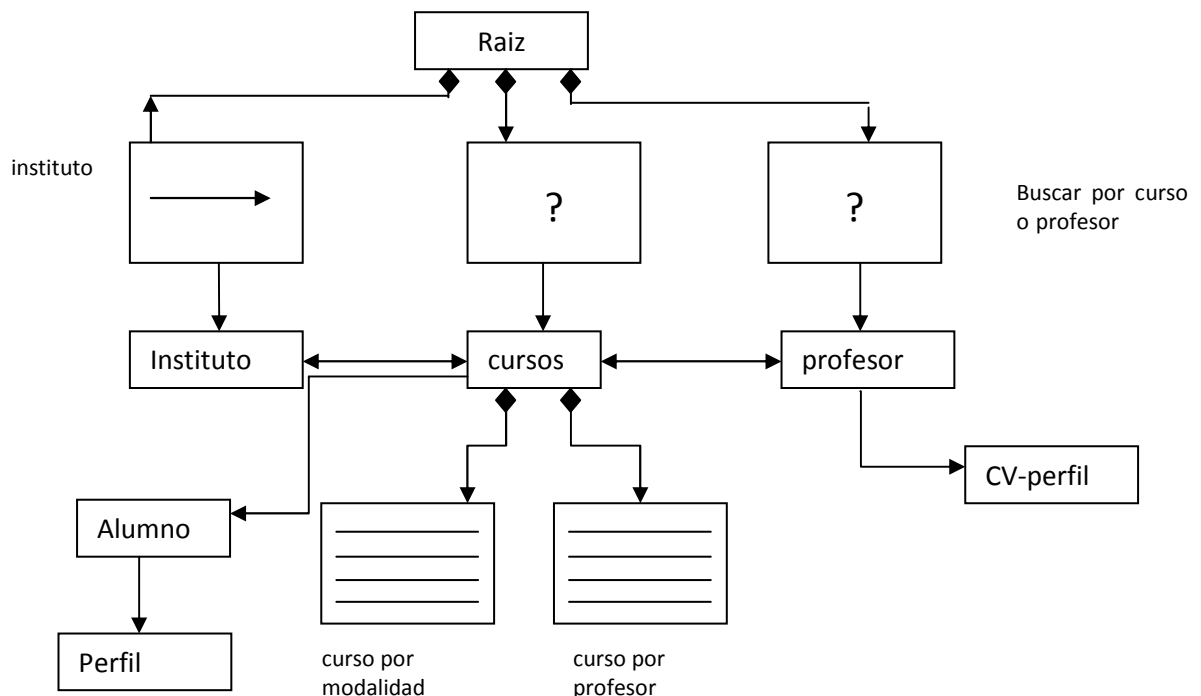 Raiz
instituto
?
?
Buscar por curso
o profesor
Instituto
cursos
profesor
CV-perfil
Alumno
Perfil
curso por
modalidad
curso por
profesor